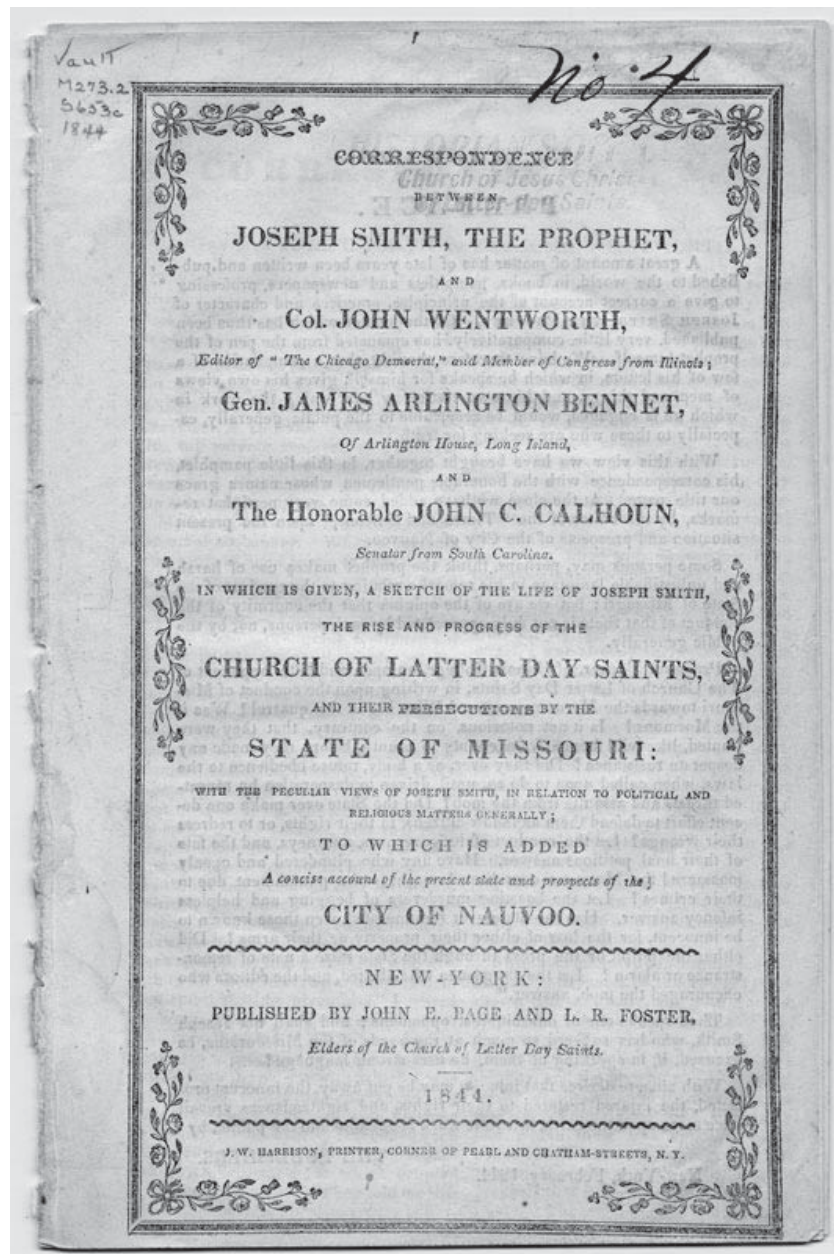 Vault
No. 4
M273.2
S653c
1844
CORRESPONDENCE
BETWEEN
JOSEPH SMITH, THE PROPHET,
AND
Col. JOHN WENTWORTH,
Editor of "The Chicago Democrat," and Member of Congress from Illinois;
Gen. JAMES ARLINGTON BENNET,
Of Arlington House, Long Island,
AND
The Honorable JOHN C. CALHOUN,
Senator from South Carolina.
IN WHICH IS GIVEN, A SKETCH OF THE LIFE OF JOSEPH SMITH,
THE RISE AND PROGRESS OF THE
CHURCH OF LATTER DAY SAINTS,
AND THEIR PERSECUTIONS BY THE
STATE OF MISSOURI:
WITH THE PECULIAR VIEWS OF JOSEPH SMITH, IN RELATION TO POLITICAL AND
RELIGIOUS MATTERS GENERALLY;
TO WHICH IS ADDED
A concise account of the present state and prospects of the;
CITY OF NAUVOO.
NEW-YORK:
PUBLISHED BY JOHN E. PAGE AND L. R. FOSTER,
Elders of the Church of Latter Day Saints.
1844.
J. W. HARRISON, PRINTER, CORNER OF PEARL AND CHATHAM-STREETS, N. Y.